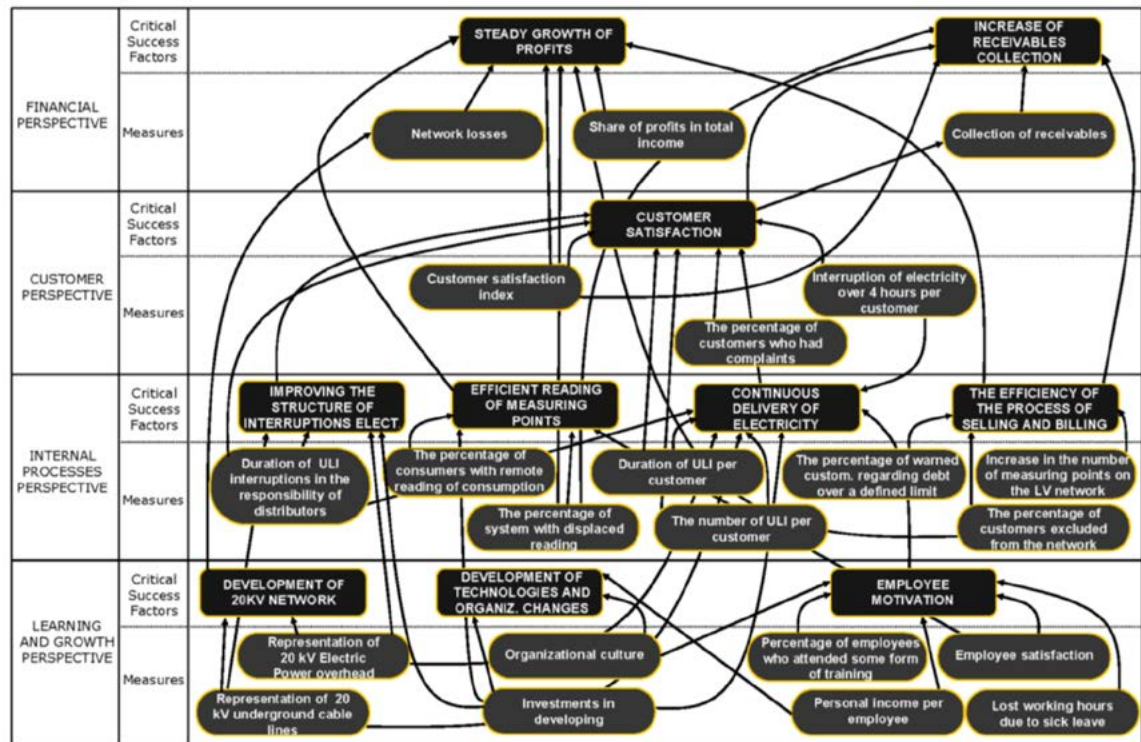 Critical
Success
Factors
STEADY GROWTH OF
PROFITS
INCREASE OF
RECEIVABLES
COLLECTION
FINANCIAL
PERSPECTIVE
Measures
Network losses
Share of profits in total
income
Collection of receivables
Critical
Success
Factors
CUSTOMER
SATISFACTION
CUSTOMER
PERSPECTIVE
Measures
Customer satisfaction
index
Interruption of electricity
over 4 hours per
customer
The percentage of
customers who had
complaints
Critical
Success
Factors
IMPROVING THE
STRUCTURE OF
INTERRUPTIONS ELECT
EFFICIENT READING
OF MEASURING
POINTS
CONTINUOUS
DELIVERY OF
ELECTRICITY
THE EFFICIENCY OF
THE PROCESS OF
SELLING AND BILLING
INTERNAL
PROCESSES
PERSPECTIVE
Measures
Duration of ULI
interruptions in the
responsibility of
distributors
The percentage of
consumers with remote
reading of consumption
Duration of ULI per
customer
The percentage of warned
custom. regarding debt
over a defined limit
Increase in the number
of measuring points on
the LV network
The percentage of
system with displaced
reading
The number of ULI per
customer
The percentage of
customers excluded
from the network
Critical
Success
Factors
DEVELOPMENT OF
20KV NETWORK
DEVELOPMENT OF
TECHNOLOGIES AND
ORGANIZ. CHANGES
EMPLOYEE
MOTIVATION
LEARNING
AND GROWTH
PERSPECTIVE
Measures
Representation of
20 kV Electric
Power overhead
Organizational culture
Percentage of employees
who attended some form
of training
Employee satisfaction
Representation of 20
kV underground cable
lines
Investments in
developing
Personal income per
employee
Lost working hours
due to sick leave